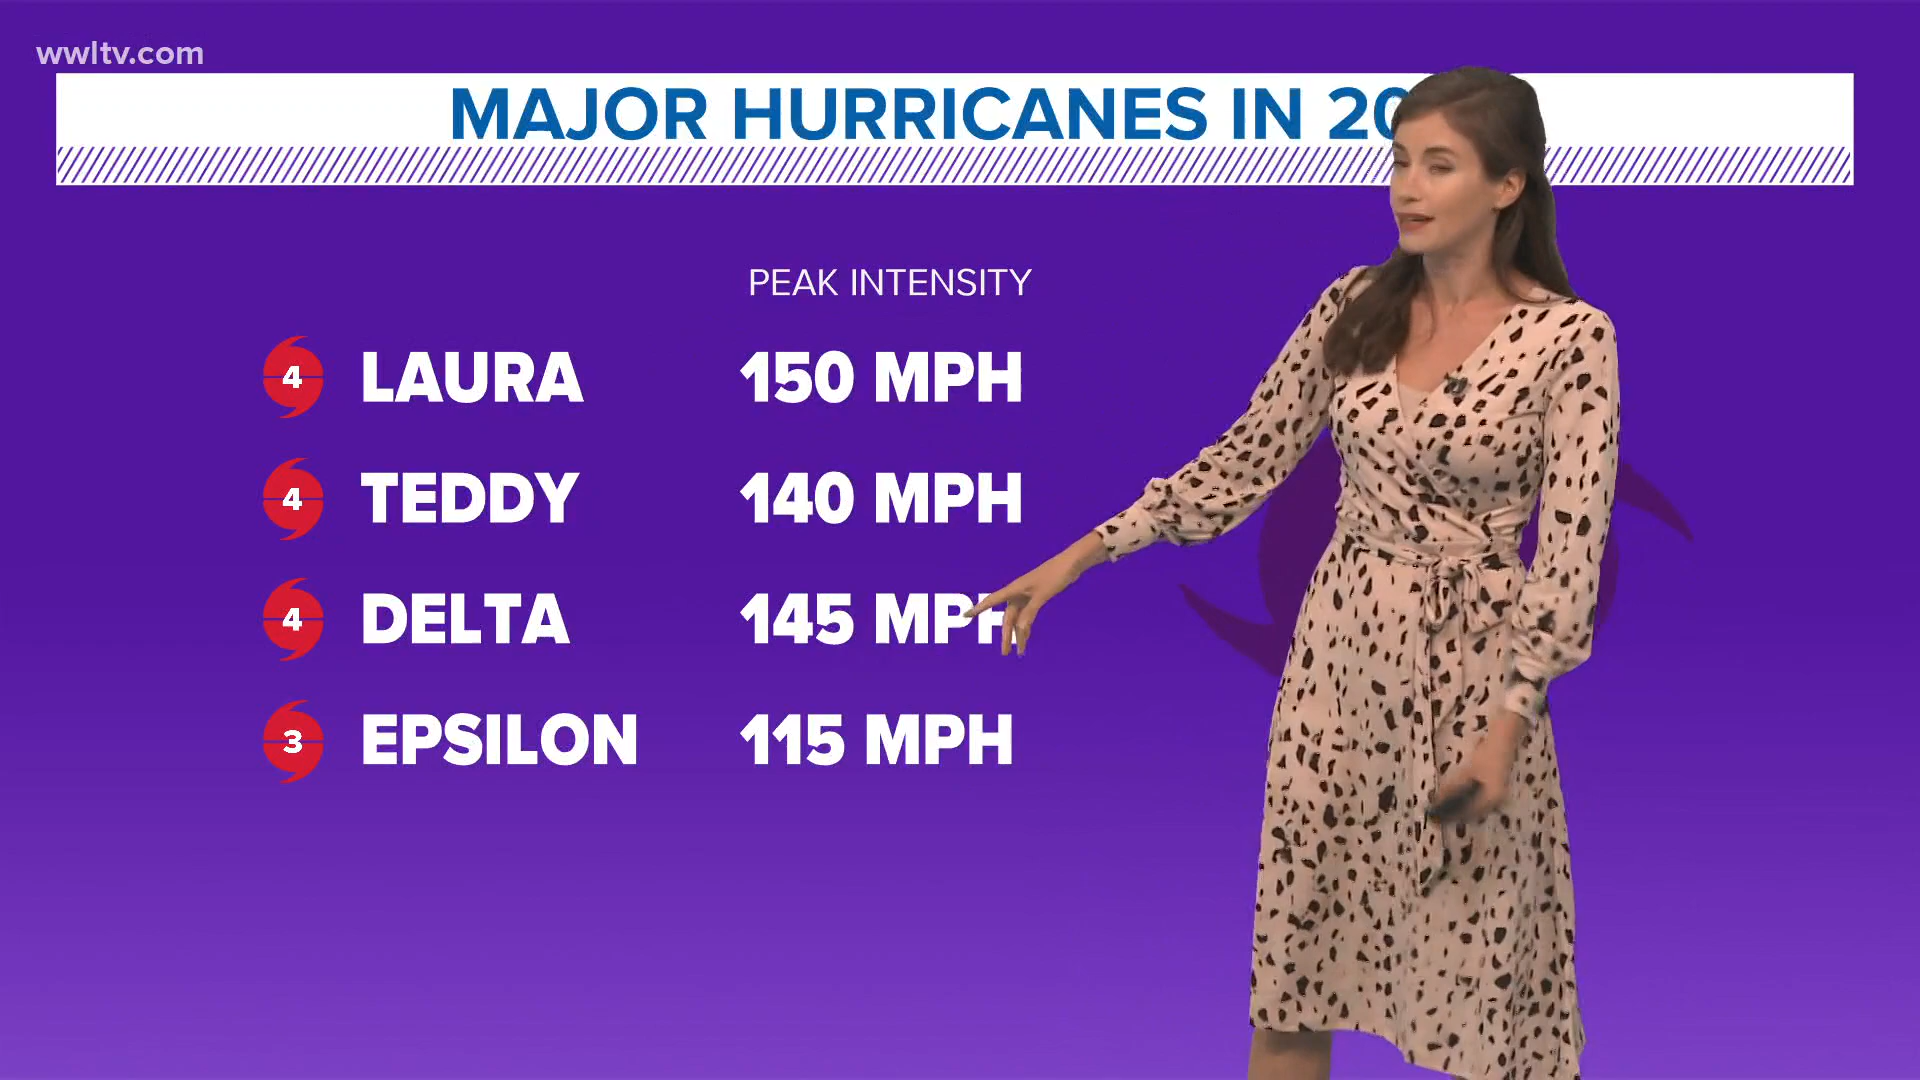 wwltv.com
MAJOR HURRICANES IN 20
PEAK INTENSITY
4 LAURA 150 MPH
4 TEDDY 140 MPH
4 DELTA 145 MPH
3 EPSILON 115 MPH